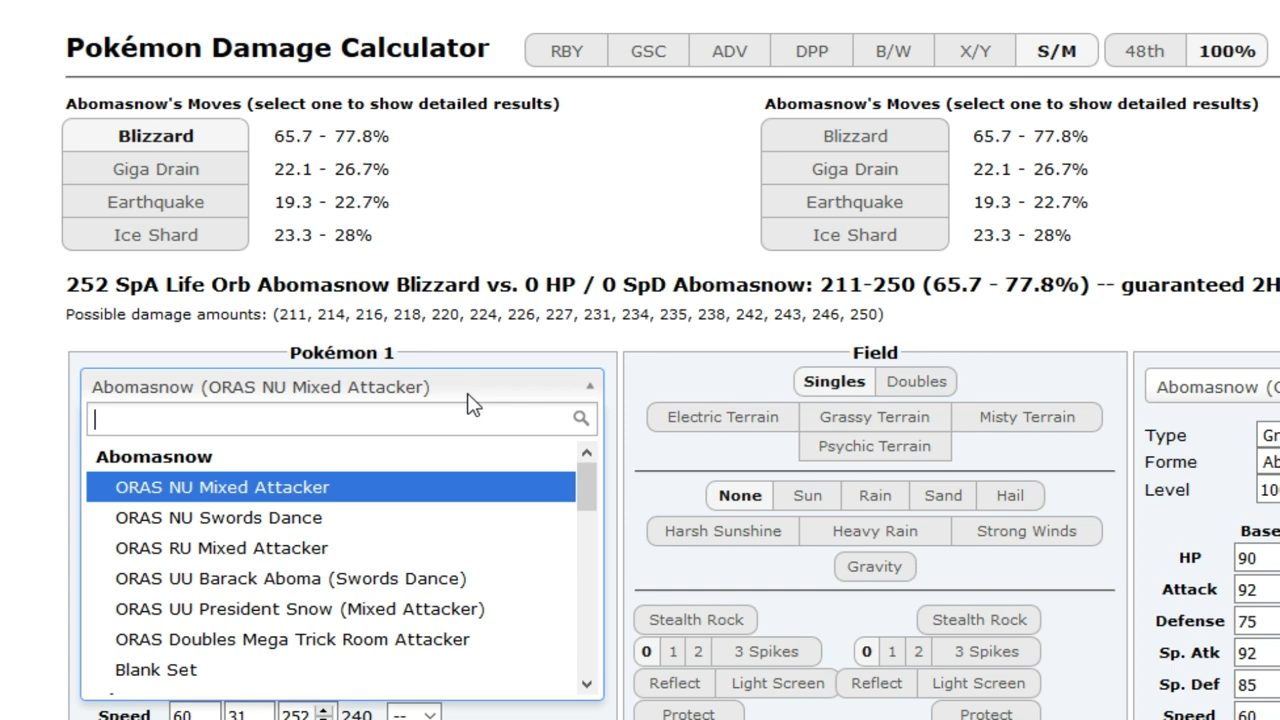 Pokémon Damage Calculator RBY GSC ADV DPP B/W X/Y S/M 48th 100%
Abomasnow's Moves (select one to show detailed results) Abomasnow's Moves (select one to show detailed results)
Blizzard 65.7 - 77.8% Blizzard 65.7 - 77.8%
Giga Drain 22.1 - 26.7% Giga Drain 22.1 - 26.7%
Earthquake 19.3 - 22.7% Earthquake 19.3 - 22.7%
Ice Shard 23.3 - 28% Ice Shard 23.3 - 28%
252 SpA Life Orb Abomasnow Blizzard vs. 0 HP / 0 SpD Abomasnow: 211-250 (65.7 - 77.8%) -- guaranteed 2H
Possible damage amounts: (211, 214, 216, 218, 220, 224, 226, 227, 231, 234, 235, 238, 242, 243, 246, 250)
Pokémon 1
Abomasnow (ORAS NU Mixed Attacker)
Abomasnow
ORAS NU Mixed Attacker
ORAS NU Swords Dance
ORAS RU Mixed Attacker
ORAS UU Barack Aboma (Swords Dance)
ORAS UU President Snow (Mixed Attacker)
ORAS Doubles Mega Trick Room Attacker
Blank Set
Speed 60 31 252 240 --
Field
Singles Doubles
Electric Terrain Grassy Terrain Misty Terrain
Psychic Terrain
None Sun Rain Sand Hail
Harsh Sunshine Heavy Rain Strong Winds
Gravity
Stealth Rock Stealth Rock
0 1 2 3 Spikes 0 1 2 3 Spikes
Reflect Light Screen Reflect Light Screen
Protect Protect
Abomasnow (O
Type Gr
Forme Ab
Level 10
Base
HP 90
Attack 92
Defense 75
Sp. Atk 92
Sp. Def 85
Speed 60